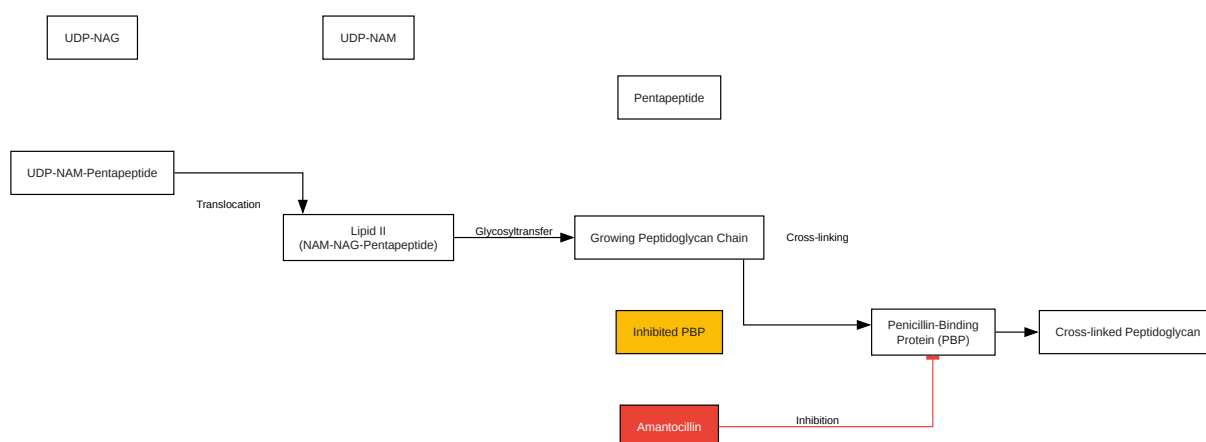 UDP-NAG
UDP-NAM
Pentapeptide
UDP-NAM-Pentapeptide
Translocation
Lipid II
(NAM-NAG-Pentapeptide)
Glycosyltransfer
Growing Peptidoglycan Chain
Cross-linking
Inhibited PBP
Penicillin-Binding
Protein (PBP)
Cross-linked Peptidoglycan
Amantocillin
Inhibition